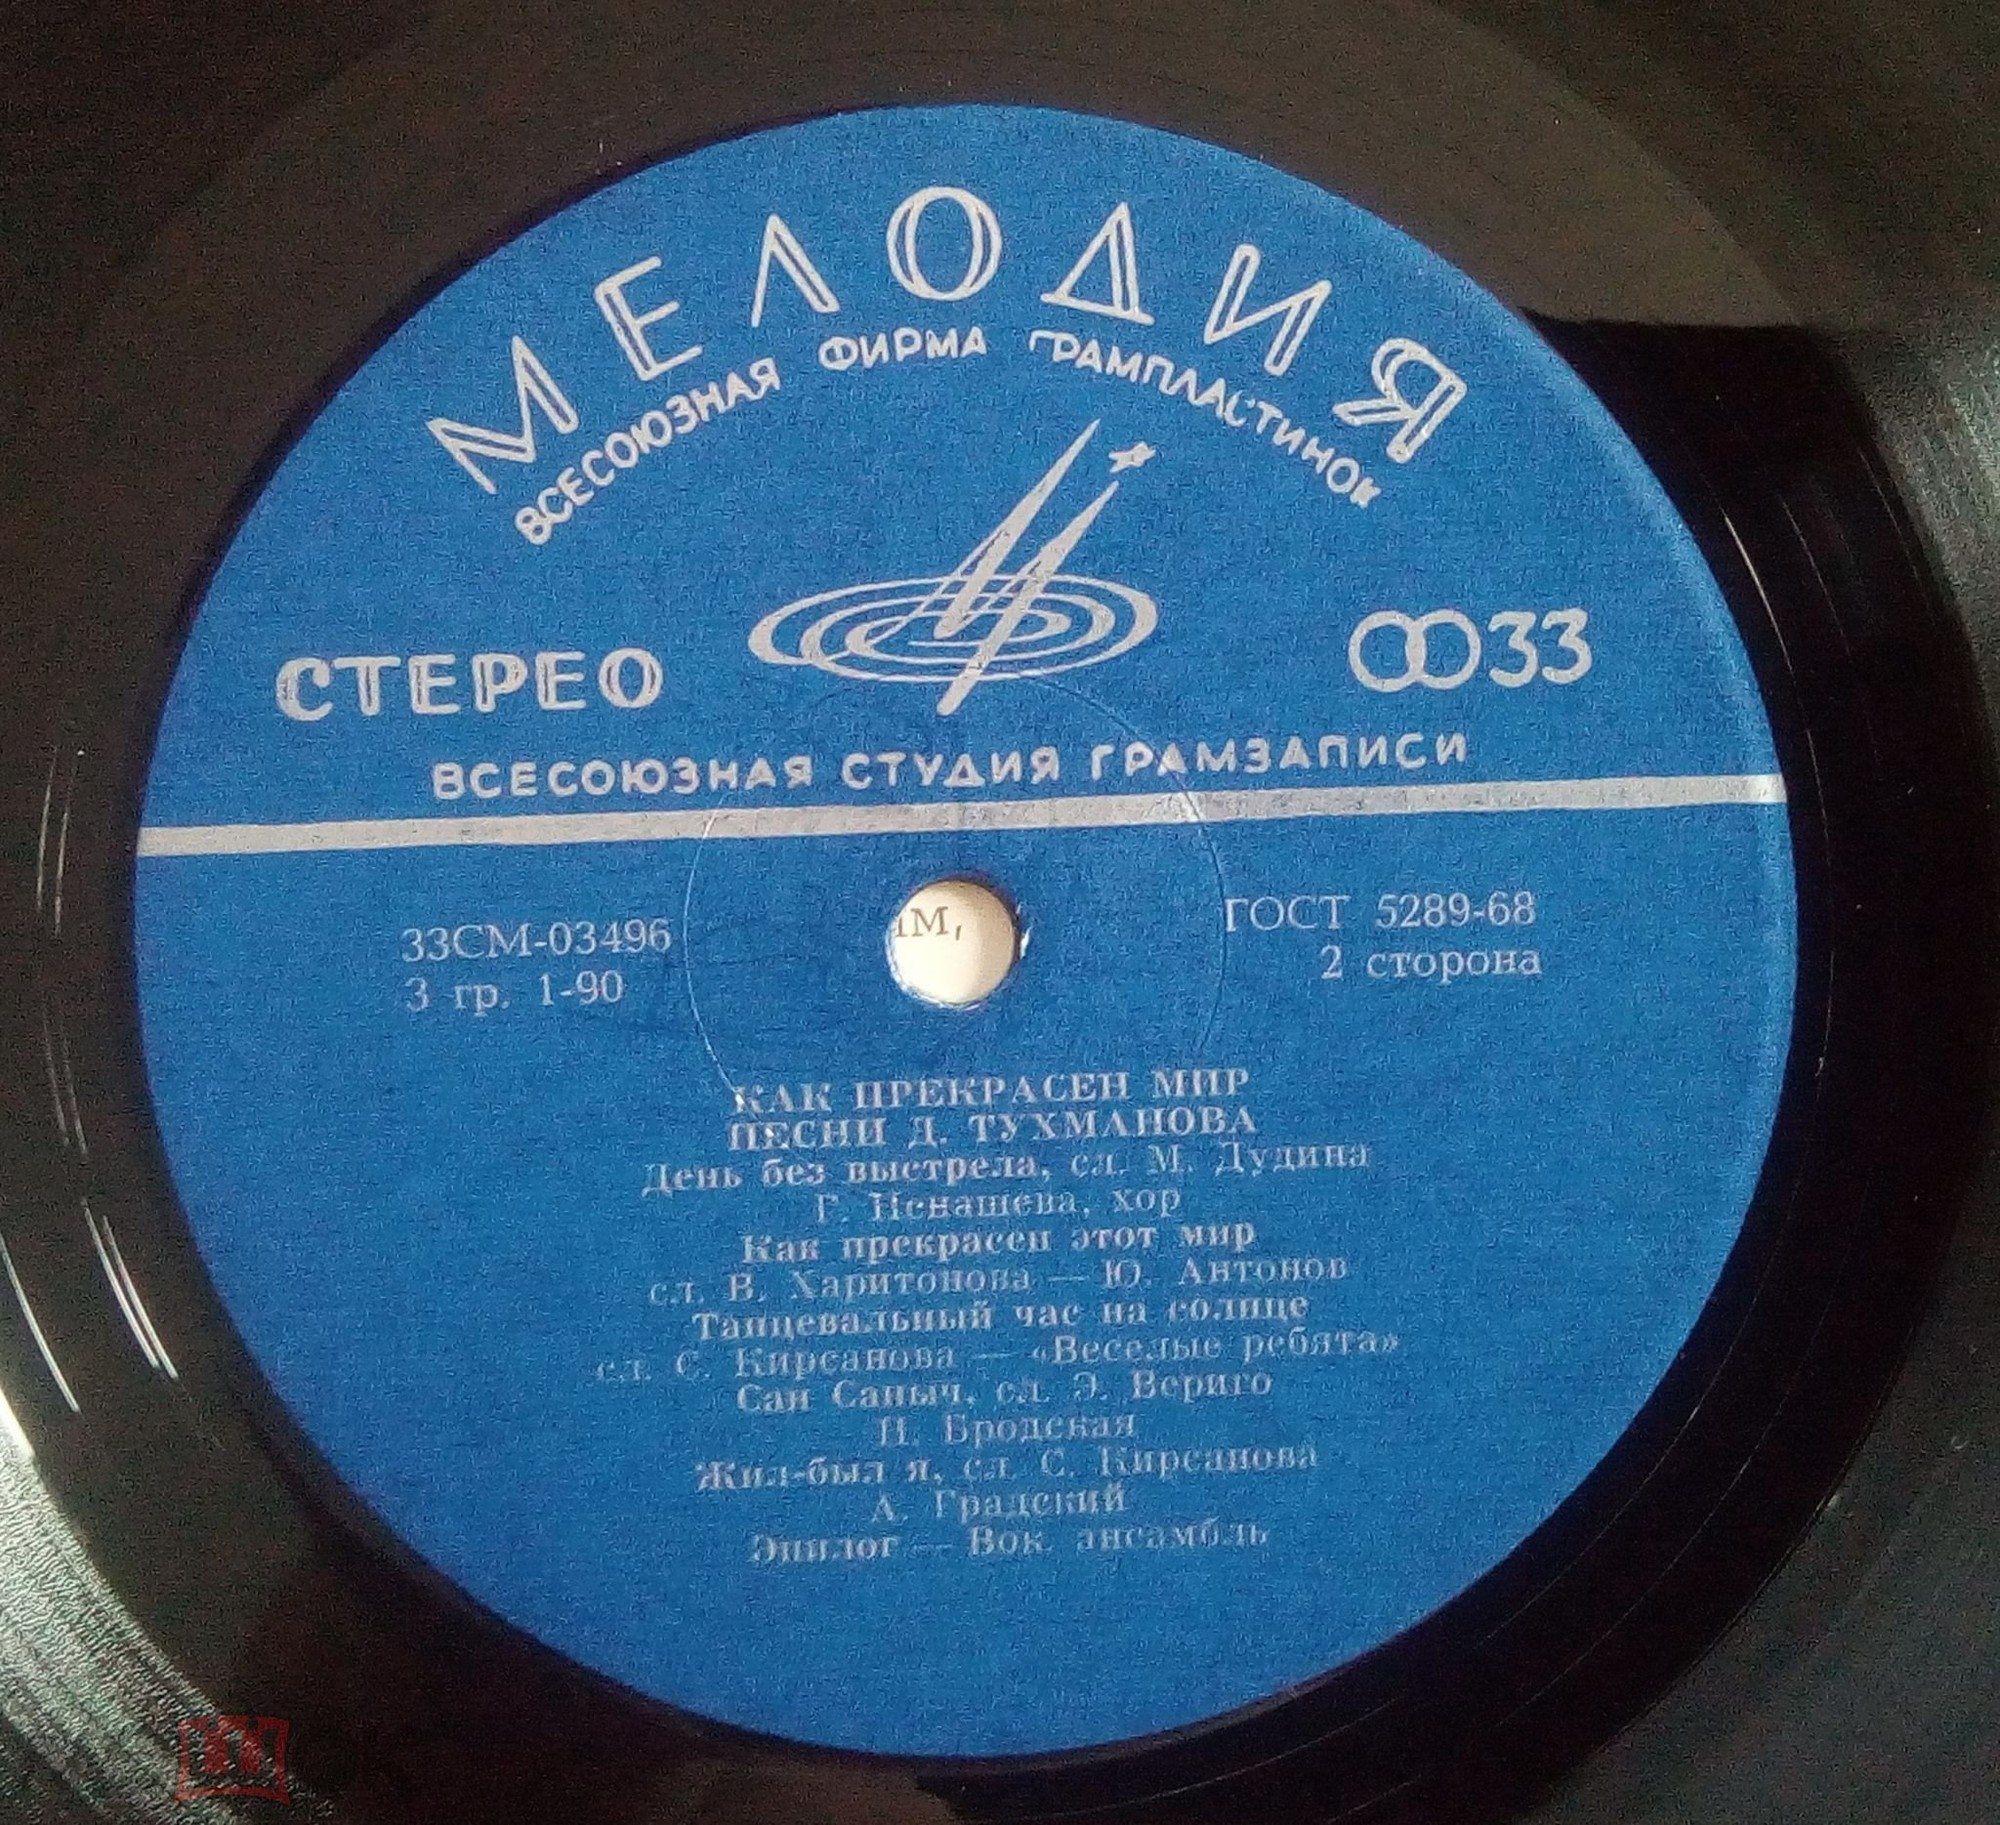 МЕЛОДИЯ
ВСЕСОЮЗНАЯ ФИРМА ГРАМПЛАСТИНОК
СТЕРЕО
33
ВСЕСОЮЗНАЯ СТУДИЯ ГРАМЗАПИСИ
33СМ-03496
3 гр. 1-90
ГОСТ 5289-68
2 сторона
КАК ПРЕКРАСЕН МИР
ПЕСНИ Д. ТУХМАНОВА
День без выстрела, сл. М. Дудина
Г. Ненашева, хор
Как прекрасен этот мир
сл. В. Харитонова — Ю. Антонов
Танцевальный час на солнце
сл. С. Кирсанова — «Веселые ребята»
Сан Саныч, сл. Э. Вериго
Н. Бродская
Жил-был я, сл. С. Кирсанова
А. Градский
Эпилог — Вок. ансамбль